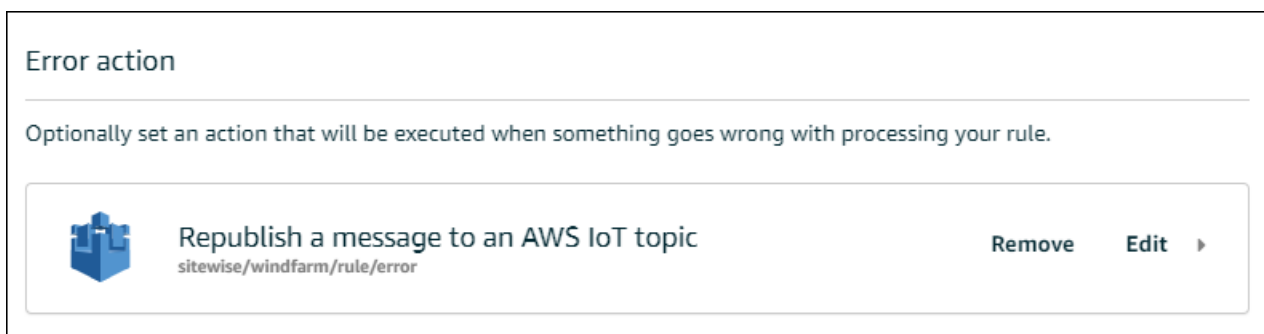 Error action
Optionally set an action that will be executed when something goes wrong with processing your rule.
Republish a message to an AWS IoT topic
sitewise/windfarm/rule/error
Remove
Edit